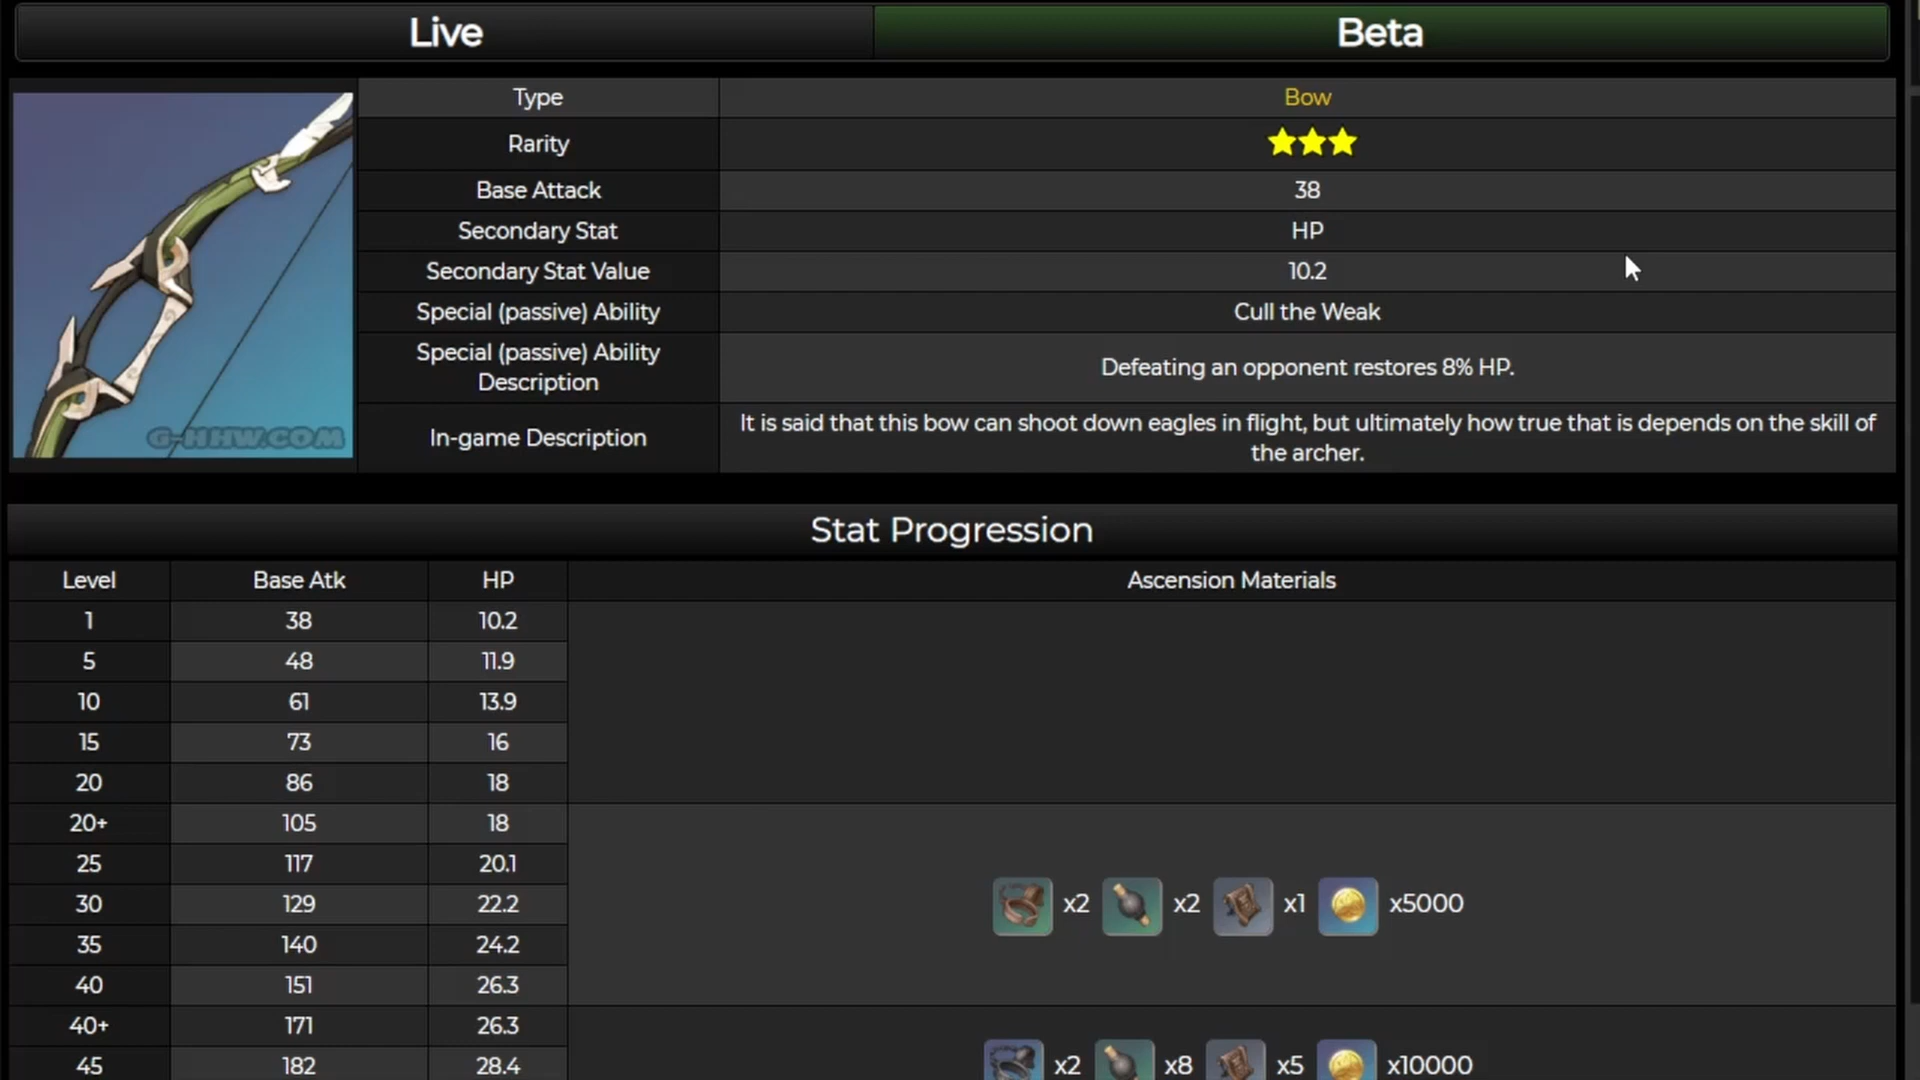 Live
Beta
Type
Bow
Rarity
Base Attack
38
Secondary Stat
HP
Secondary Stat Value
10.2
Special (passive) Ability
Cull the Weak
Special (passive) Ability
Description
Defeating an opponent restores 8% HP.
In-game Description
It is said that this bow can shoot down eagles in flight, but ultimately how true that is depends on the skill of
the archer.
G-HHW.COM
Stat Progression
Level Base Atk HP Ascension Materials
1 38 10.2
5 48 11.9
10 61 13.9
15 73 16
20 86 18
20+ 105 18
25 117 20.1
30 129 22.2
x2 x2 x1 x5000
35 140 24.2
40 151 26.3
40+ 171 26.3
45 182 28.4
x2 x8 x5 x10000